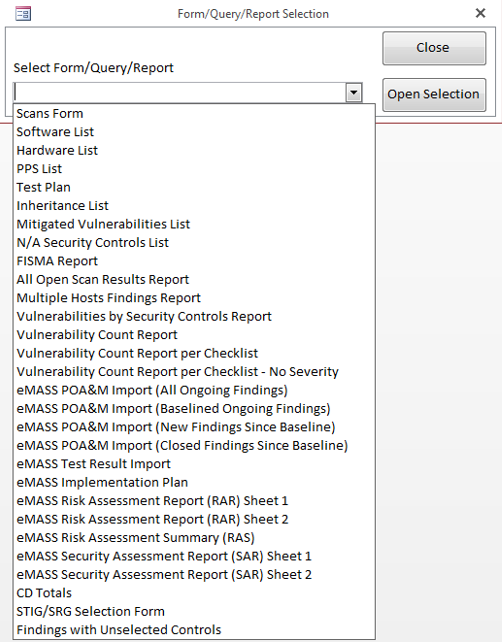 Form/Query/Report Selection
Close
Select Form/Query/Report
Open Selection
Scans Form
Software List
Hardware List
PPS List
Test Plan
Inheritance List
Mitigated Vulnerabilities List
N/A Security Controls List
FISMA Report
All Open Scan Results Report
Multiple Hosts Findings Report
Vulnerabilities by Security Controls Report
Vulnerability Count Report
Vulnerability Count Report per Checklist
Vulnerability Count Report per Checklist - No Severity
eMASS POA&M Import (All Ongoing Findings)
eMASS POA&M Import (Baselined Ongoing Findings)
eMASS POA&M Import (New Findings Since Baseline)
eMASS POA&M Import (Closed Findings Since Baseline)
eMASS Test Result Import
eMASS Implementation Plan
eMASS Risk Assessment Report (RAR) Sheet 1
eMASS Risk Assessment Report (RAR) Sheet 2
eMASS Risk Assessment Summary (RAS)
eMASS Security Assessment Report (SAR) Sheet 1
eMASS Security Assessment Report (SAR) Sheet 2
CD Totals
STIG/SRG Selection Form
Findings with Unselected Controls